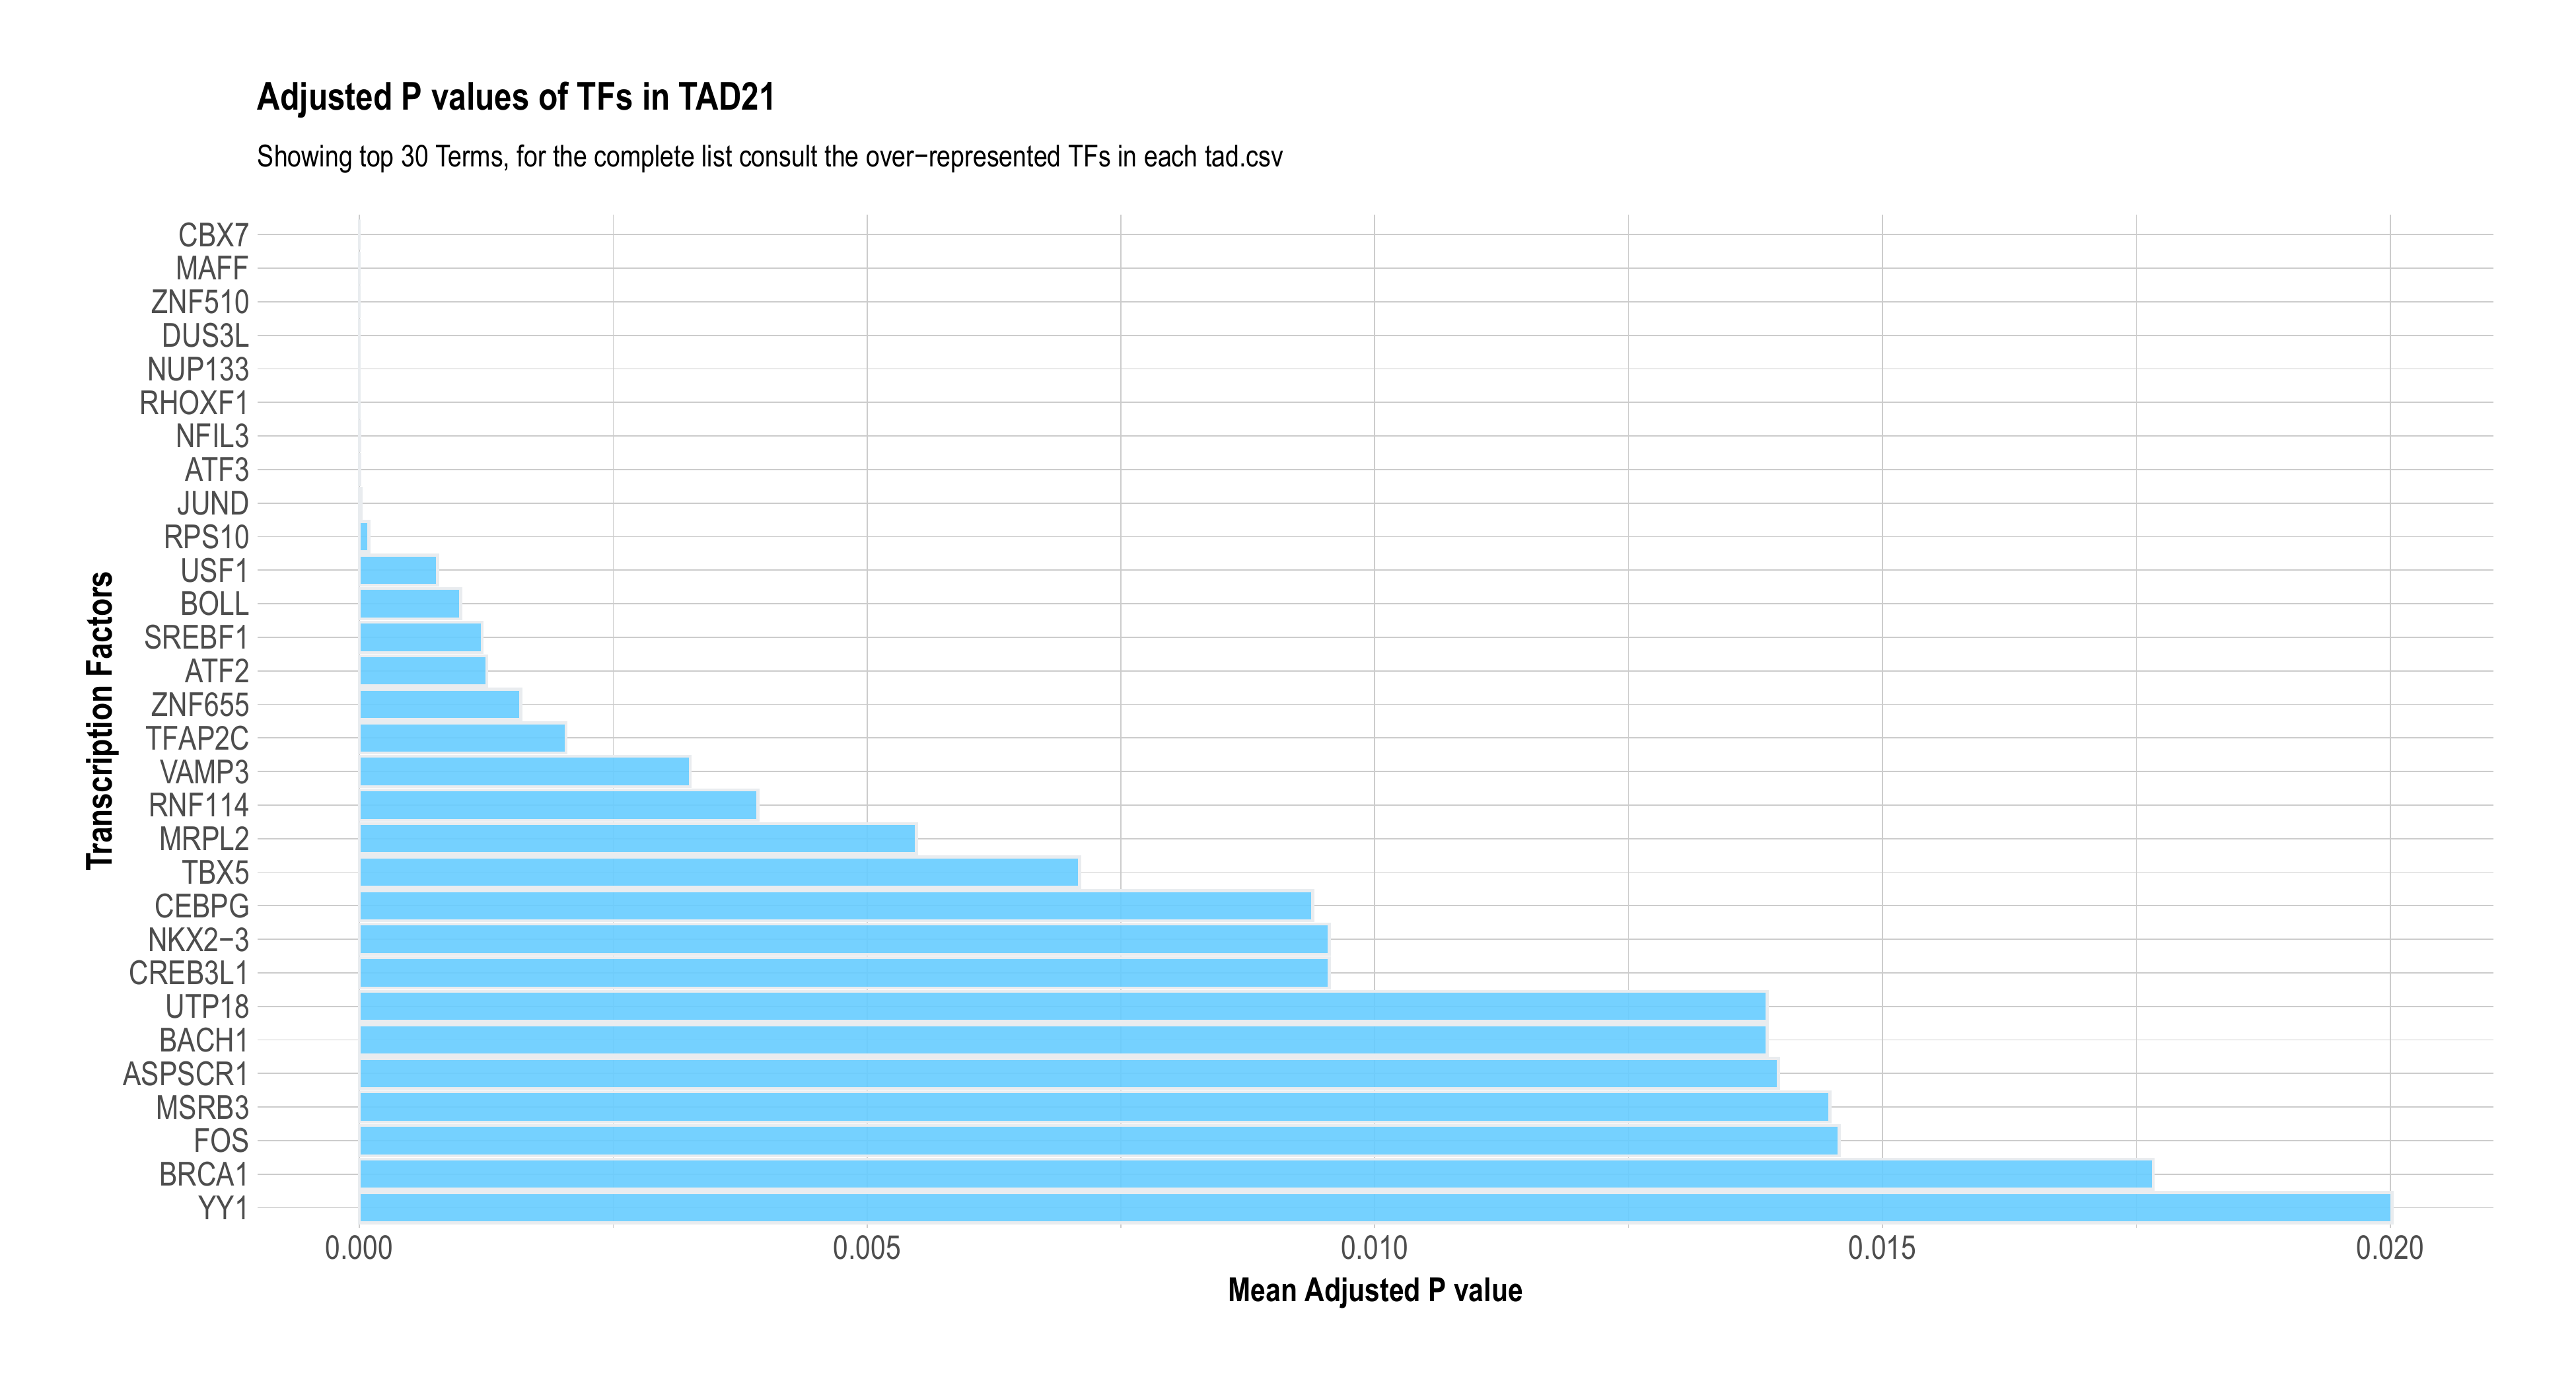 Adjusted P values of TFs in TAD21
Showing top 30 Terms, for the complete list consult the over−represented TFs in each tad.csv
Transcription Factors
CBX7
MAFF
ZNF510
DUS3L
NUP133
RHOXF1
NFIL3
ATF3
JUND
RPS10
USF1
BOLL
SREBF1
ATF2
ZNF655
TFAP2C
VAMP3
RNF114
MRPL2
TBX5
CEBPG
NKX2−3
CREB3L1
UTP18
BACH1
ASPSCR1
MSRB3
FOS
BRCA1
YY1
0.000 0.005 0.010 0.015 0.020
Mean Adjusted P value